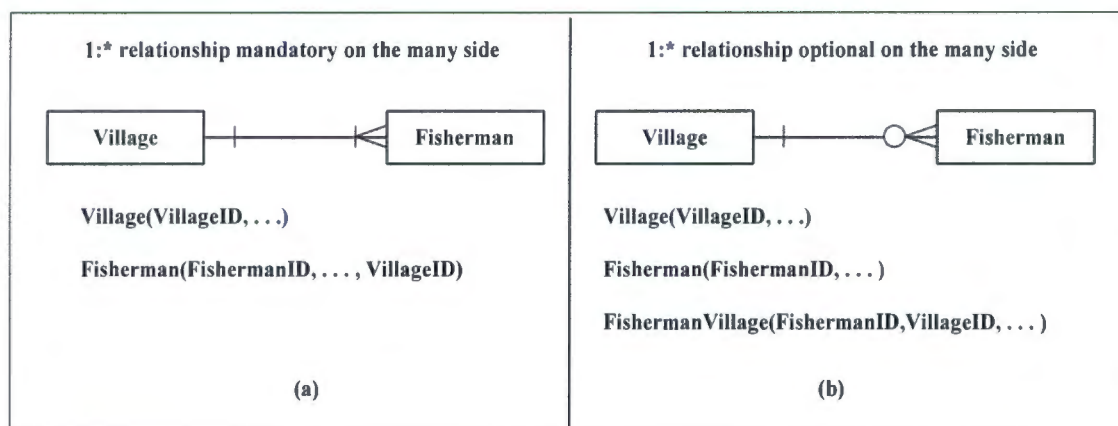 1:* relationship mandatory on the many side
Village
Fisherman
Village(VillageID, . . .)
Fisherman(FishermanID, . . . , VillageID)
(a)
1:* relationship optional on the many side
Village
Fisherman
Village(VillageID, . . .)
Fisherman(FishermanID, . . . )
FishermanVillage(FishermanID,VillageID, . . . )
(b)